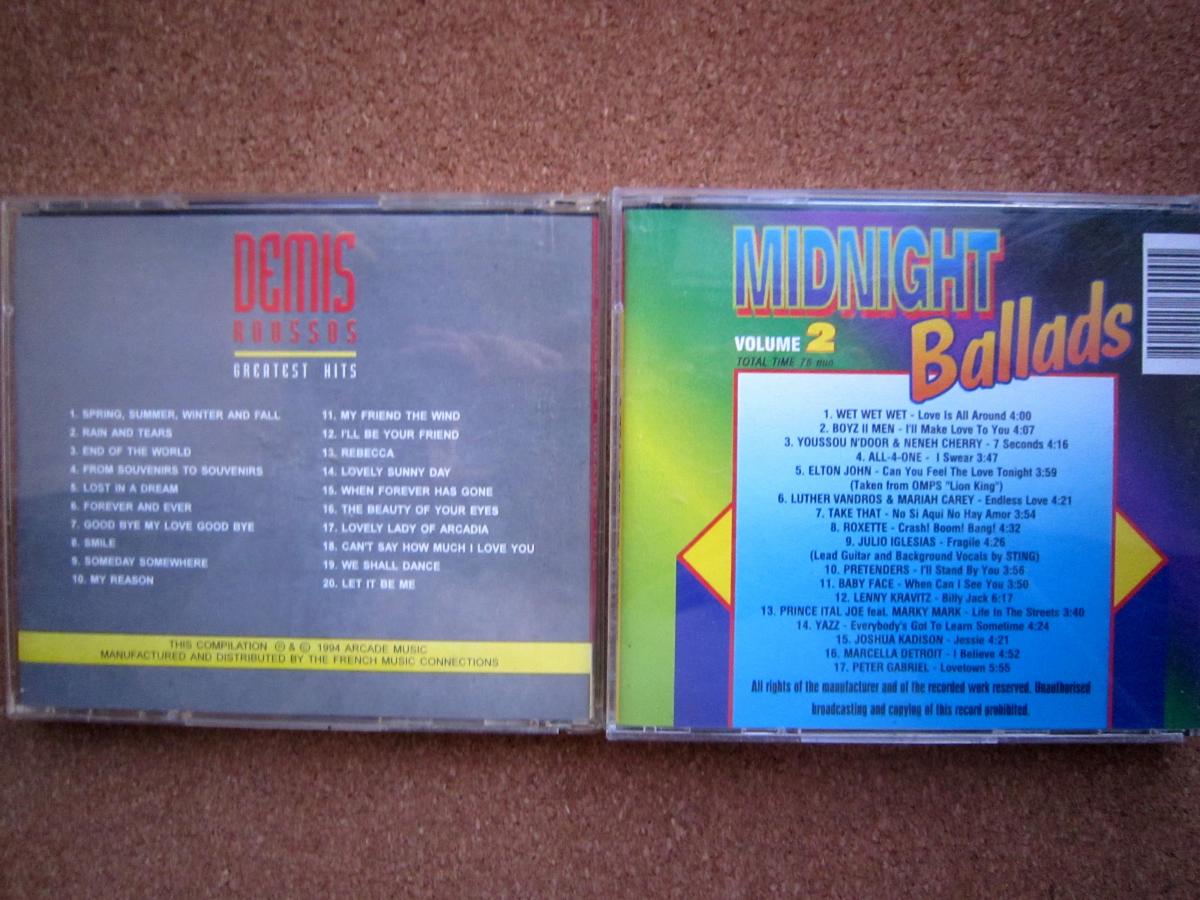 DEMIS
ROUSSOS
GREATEST HITS
1. SPRING, SUMMER, WINTER AND FALL
2. RAIN AND TEARS
3. END OF THE WORLD
4. FROM SOUVENIRS TO SOUVENIRS
5. LOST IN A DREAM
6. FOREVER AND EVER
7. GOOD BYE MY LOVE GOOD BYE
8. SMILE
9. SOMEDAY SOMEWHERE
10. MY REASON
11. MY FRIEND THE WIND
12. I'LL BE YOUR FRIEND
13. REBECCA
14. LOVELY SUNNY DAY
15. WHEN FOREVER HAS GONE
16. THE BEAUTY OF YOUR EYES
17. LOVELY LADY OF ARCADIA
18. CAN'T SAY HOW MUCH I LOVE YOU
19. WE SHALL DANCE
20. LET IT BE ME
THIS COMPILATION ℗ & © 1994 ARCADE MUSIC
MANUFACTURED AND DISTRIBUTED BY THE FRENCH MUSIC CONNECTIONS
MIDNIGHT
Ballads
VOLUME 2
TOTAL TIME 75 min
1. WET WET WET - Love Is All Around 4:00
2. BOYZ II MEN - I'll Make Love To You 4:07
3. YOUSSOU N'DOOR & NENEH CHERRY - 7 Seconds 4:16
4. ALL-4-ONE - I Swear 3:47
5. ELTON JOHN - Can You Feel The Love Tonight 3:59
(Taken from OMPS "Lion King")
6. LUTHER VANDROS & MARIAH CAREY - Endless Love 4:21
7. TAKE THAT - No Si Aqui No Hay Amor 3:54
8. ROXETTE - Crash! Boom! Bang! 4:32
9. JULIO IGLESIAS - Fragile 4:26
(Lead Guitar and Background Vocals by STING)
10. PRETENDERS - I'll Stand By You 3:56
11. BABY FACE - When Can I See You 3:50
12. LENNY KRAVITZ - Billy Jack 6:17
13. PRINCE ITAL JOE feat. MARKY MARK - Life In The Streets 3:40
14. YAZZ - Everybody's Got To Learn Sometime 4:24
15. JOSHUA KADISON - Jessie 4:21
16. MARCELLA DETROIT - I Believe 4:52
17. PETER GABRIEL - Lovetown 5:55
All rights of the manufacturer and of the recorded work reserved. Unauthorised
broadcasting and copying of this record prohibited.